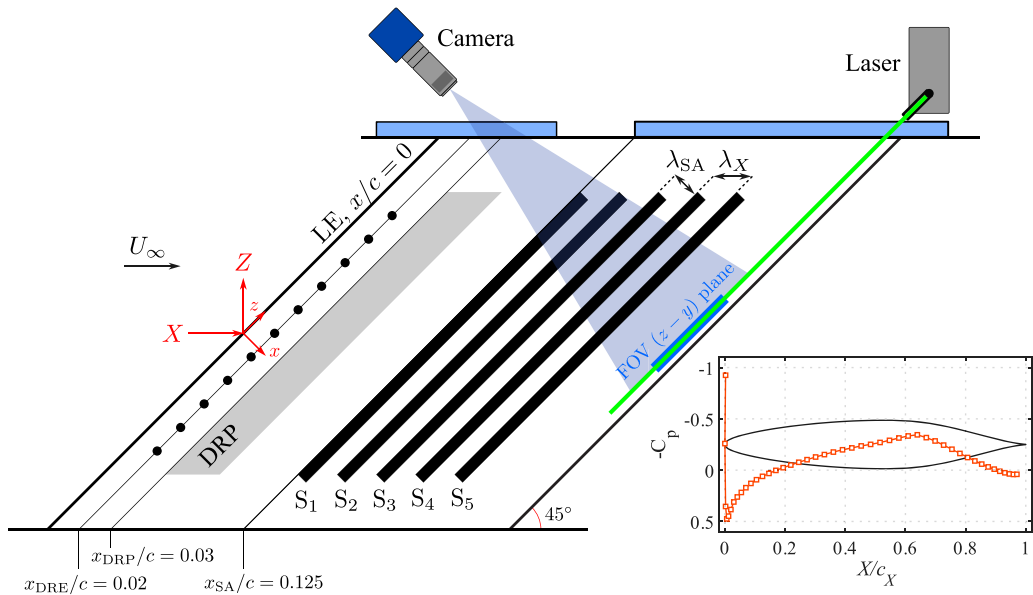 Camera
Laser
LE, x/c = 0
λ_SA
λ_X
U_∞
Z
z
X
x
FOV (z − y) plane
DRP
S_1 S_2 S_3 S_4 S_5
45°
x_DRP/c = 0.03
x_DRE/c = 0.02
x_SA/c = 0.125
-1
-0.5
0
0.5
-C_p
0 0.2 0.4 0.6 0.8 1
X/c_X